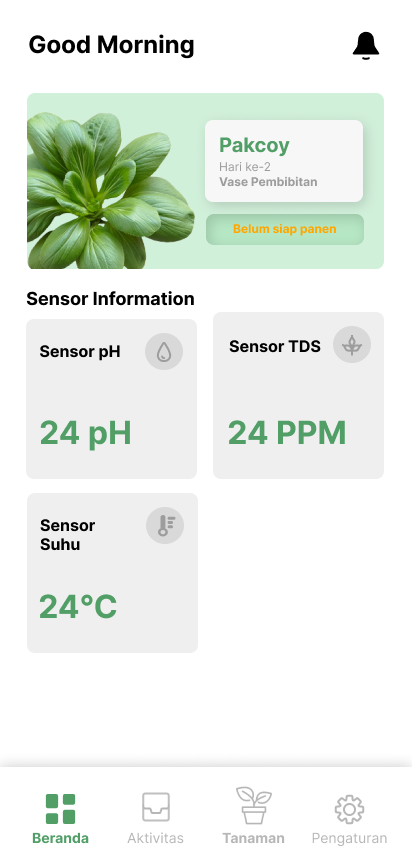 Good Morning
Pakcoy
Hari ke-2
Vase Pembibitan
Belum siap panen
Sensor Information
Sensor pH
24 pH
Sensor TDS
24 PPM
Sensor
Suhu
24°C
Beranda
Aktivitas
Tanaman
Pengaturan